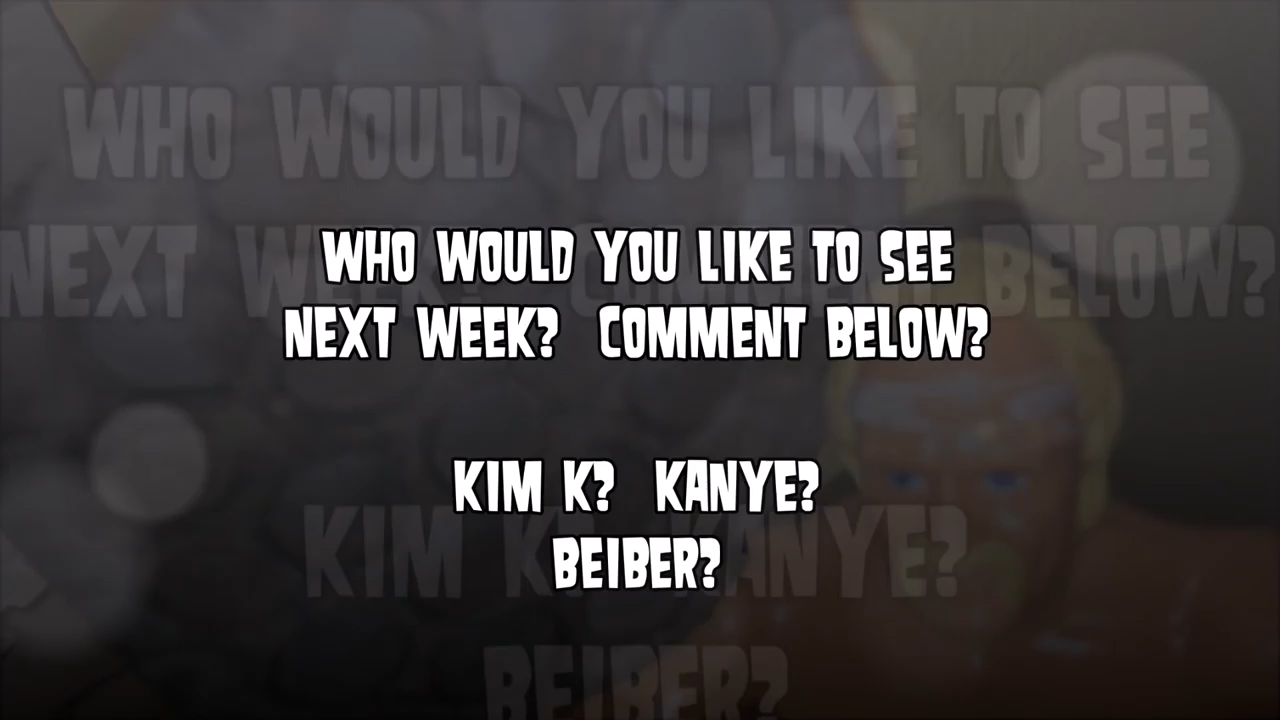 WHO WOULD YOU LIKE TO SEE
NEXT WEEK? COMMENT BELOW?
KIM K? KANYE?
BEIBER?